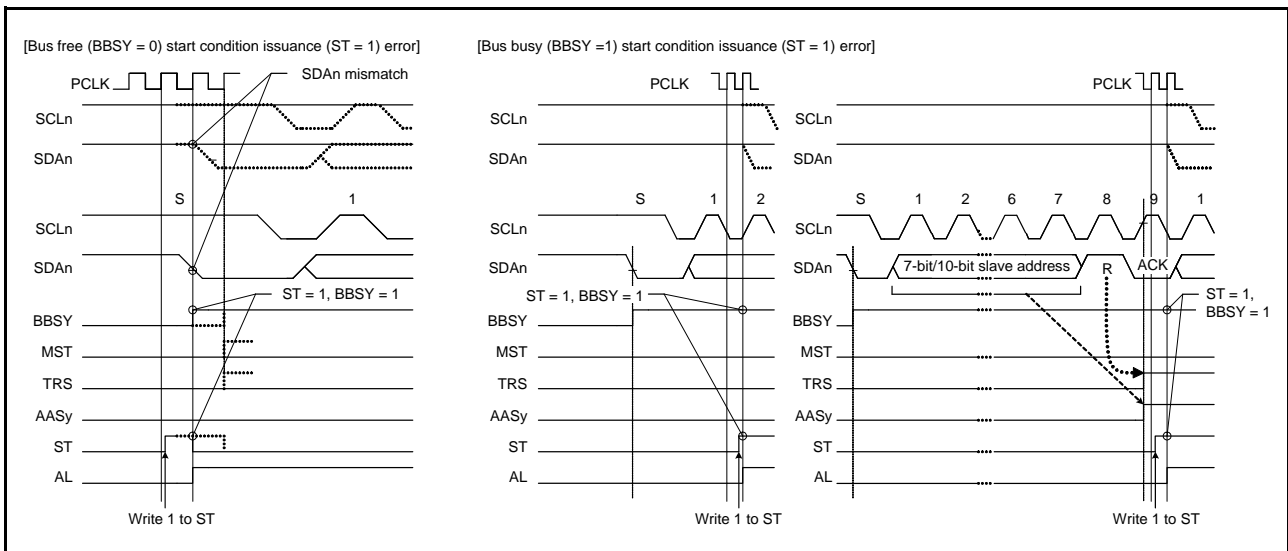 [Bus free (BBSY = 0) start condition issuance (ST = 1) error]
PCLK
SDAn mismatch
SCLn
SDAn
S
1
SCLn
SDAn
ST = 1, BBSY = 1
BBSY
MST
TRS
AASy
ST
AL
Write 1 to ST
[Bus busy (BBSY =1) start condition issuance (ST = 1) error]
PCLK
SCLn
SDAn
S 1 2
SCLn
SDAn
ST = 1, BBSY = 1
BBSY
MST
TRS
AASy
ST
AL
Write 1 to ST
PCLK
SCLn
SDAn
S 1 2 6 7 8 9 1
SCLn
SDAn
7-bit/10-bit slave address
R
ACK
ST = 1,
BBSY = 1
BBSY
MST
TRS
AASy
ST
AL
Write 1 to ST